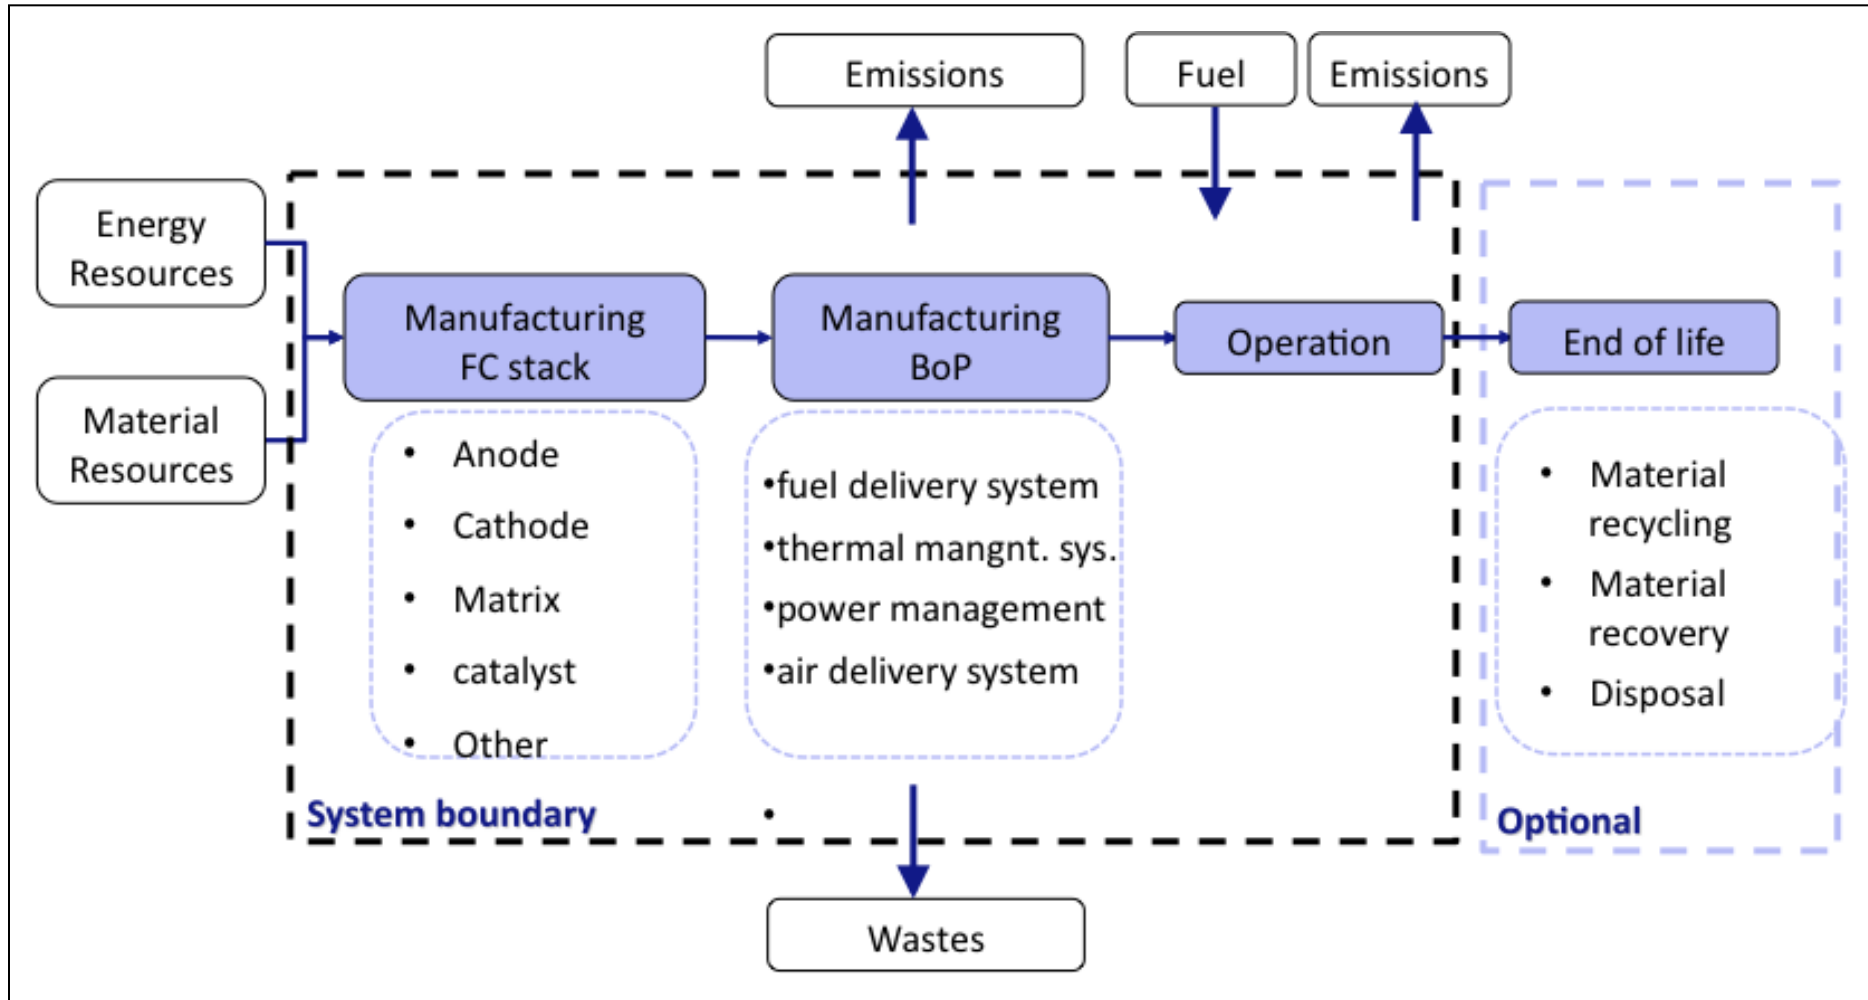 Emissions
Fuel
Emissions
Energy
Resources
Material
Resources
Manufacturing
FC stack
Manufacturing
BoP
Operation
End of life
• Anode
• Cathode
• Matrix
• catalyst
• Other
•fuel delivery system
•thermal mangnt. sys.
•power management
•air delivery system
•
• Material
recycling
• Material
recovery
• Disposal
System boundary
Optional
Wastes